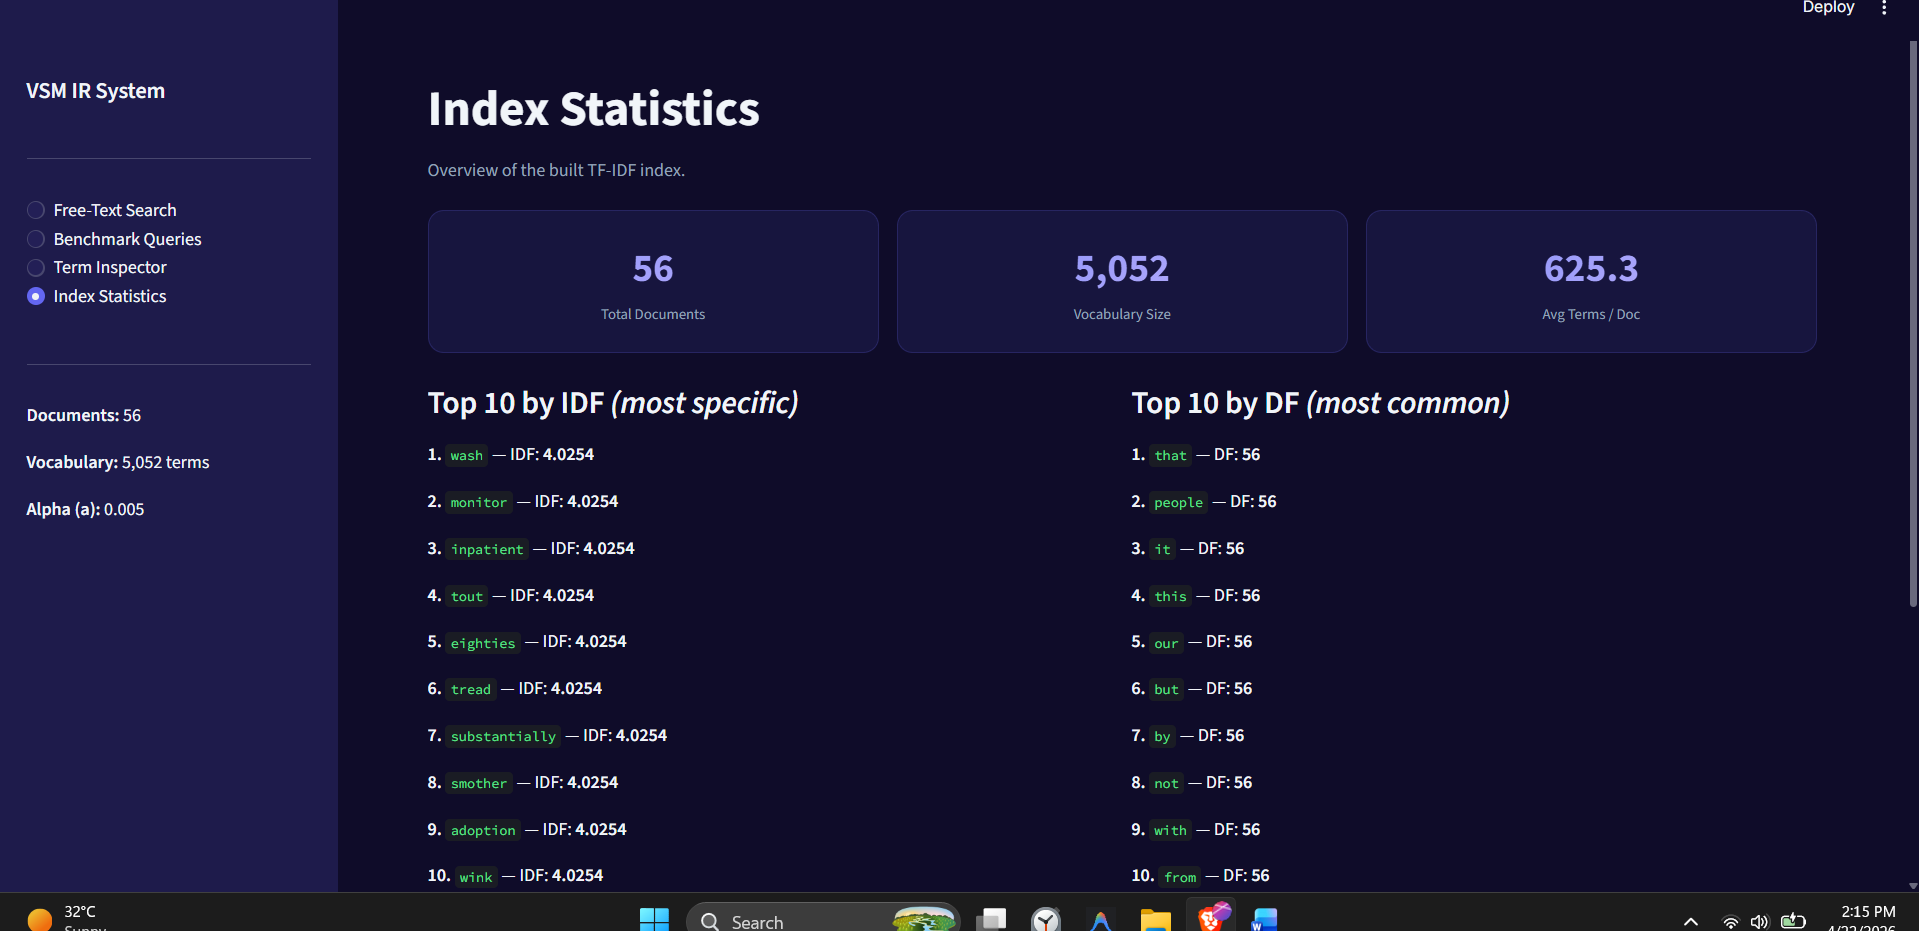 Deploy
VSM IR System
Free-Text Search
Benchmark Queries
Term Inspector
Index Statistics
Documents: 56
Vocabulary: 5,052 terms
Alpha (a): 0.005
Index Statistics
Overview of the built TF-IDF index.
56
Total Documents
5,052
Vocabulary Size
625.3
Avg Terms / Doc
Top 10 by IDF (most specific)
1. wash — IDF: 4.0254
2. monitor — IDF: 4.0254
3. inpatient — IDF: 4.0254
4. tout — IDF: 4.0254
5. eighties — IDF: 4.0254
6. tread — IDF: 4.0254
7. substantially — IDF: 4.0254
8. smother — IDF: 4.0254
9. adoption — IDF: 4.0254
10. wink — IDF: 4.0254
Top 10 by DF (most common)
1. that — DF: 56
2. people — DF: 56
3. it — DF: 56
4. this — DF: 56
5. our — DF: 56
6. but — DF: 56
7. by — DF: 56
8. not — DF: 56
9. with — DF: 56
10. from — DF: 56
32°C
Sunny
Search
2:15 PM
4/22/2026